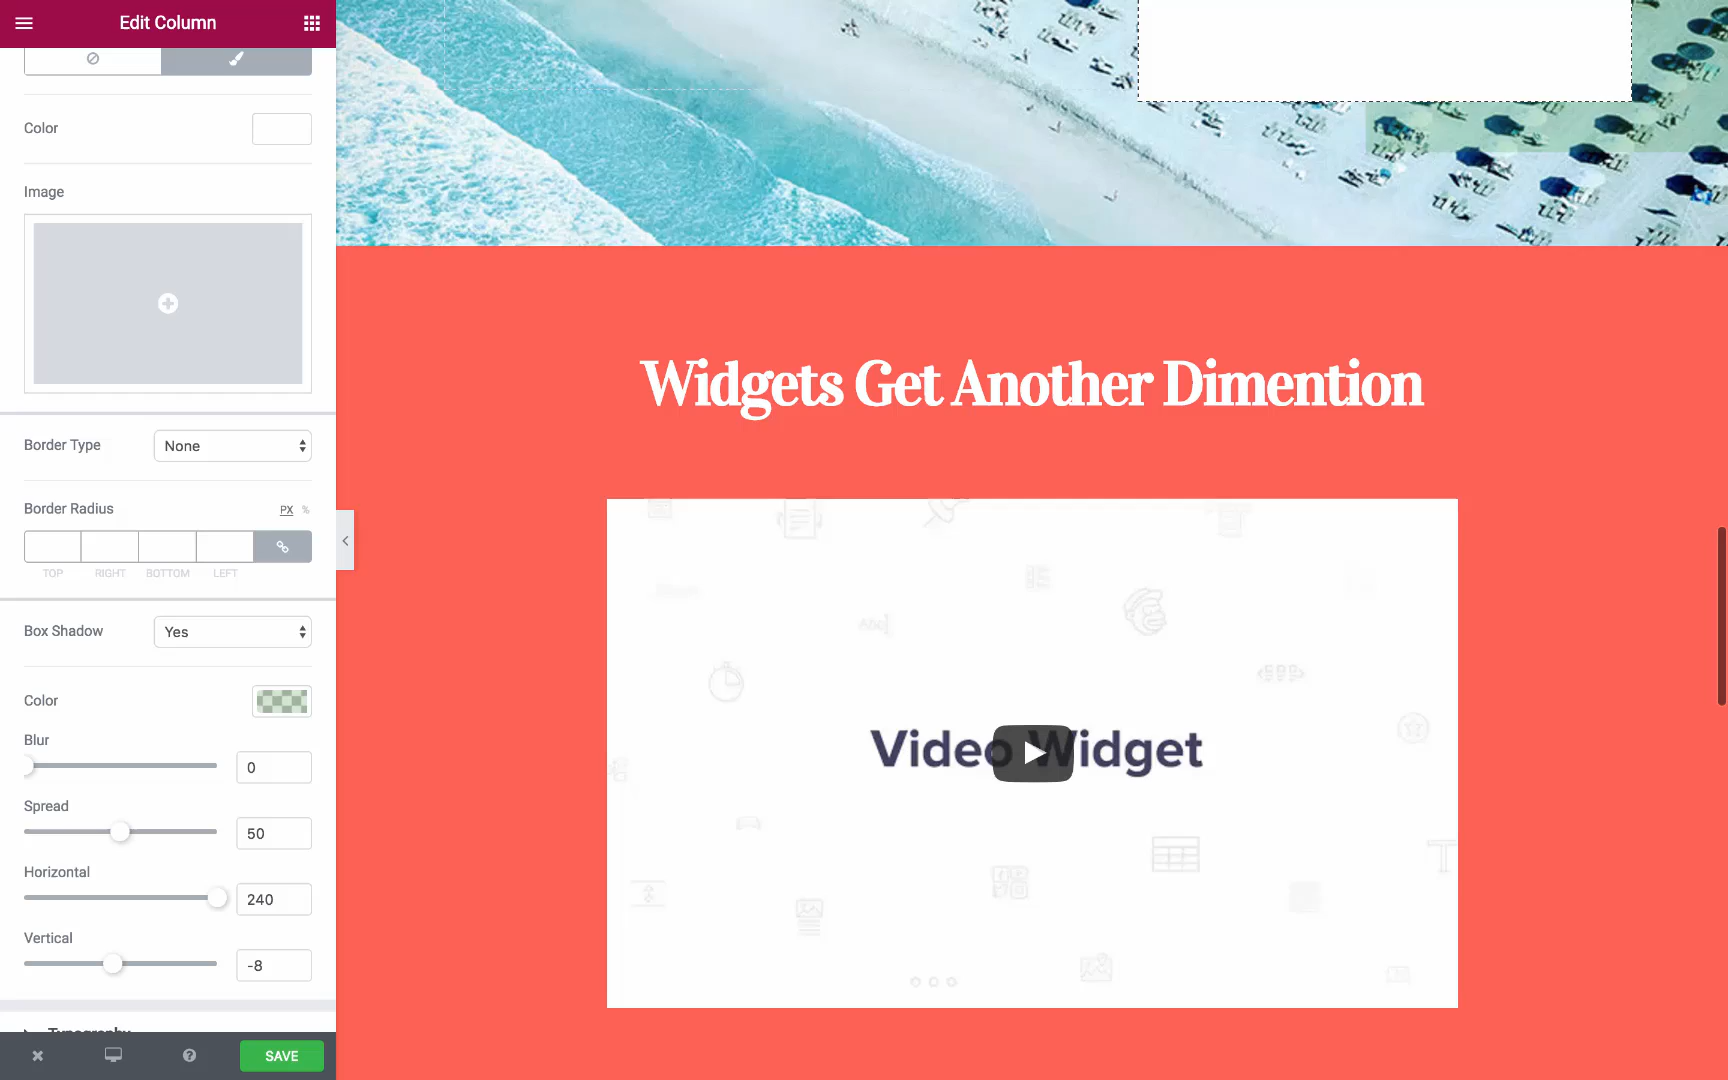 Edit Column
Color
Image
Border Type
None
Border Radius
PX %
TOP RIGHT BOTTOM LEFT
Box Shadow
Yes
Color
Blur
0
Spread
50
Horizontal
240
Vertical
-8
Typography
SAVE
Widgets Get Another Dimention
Video Widget